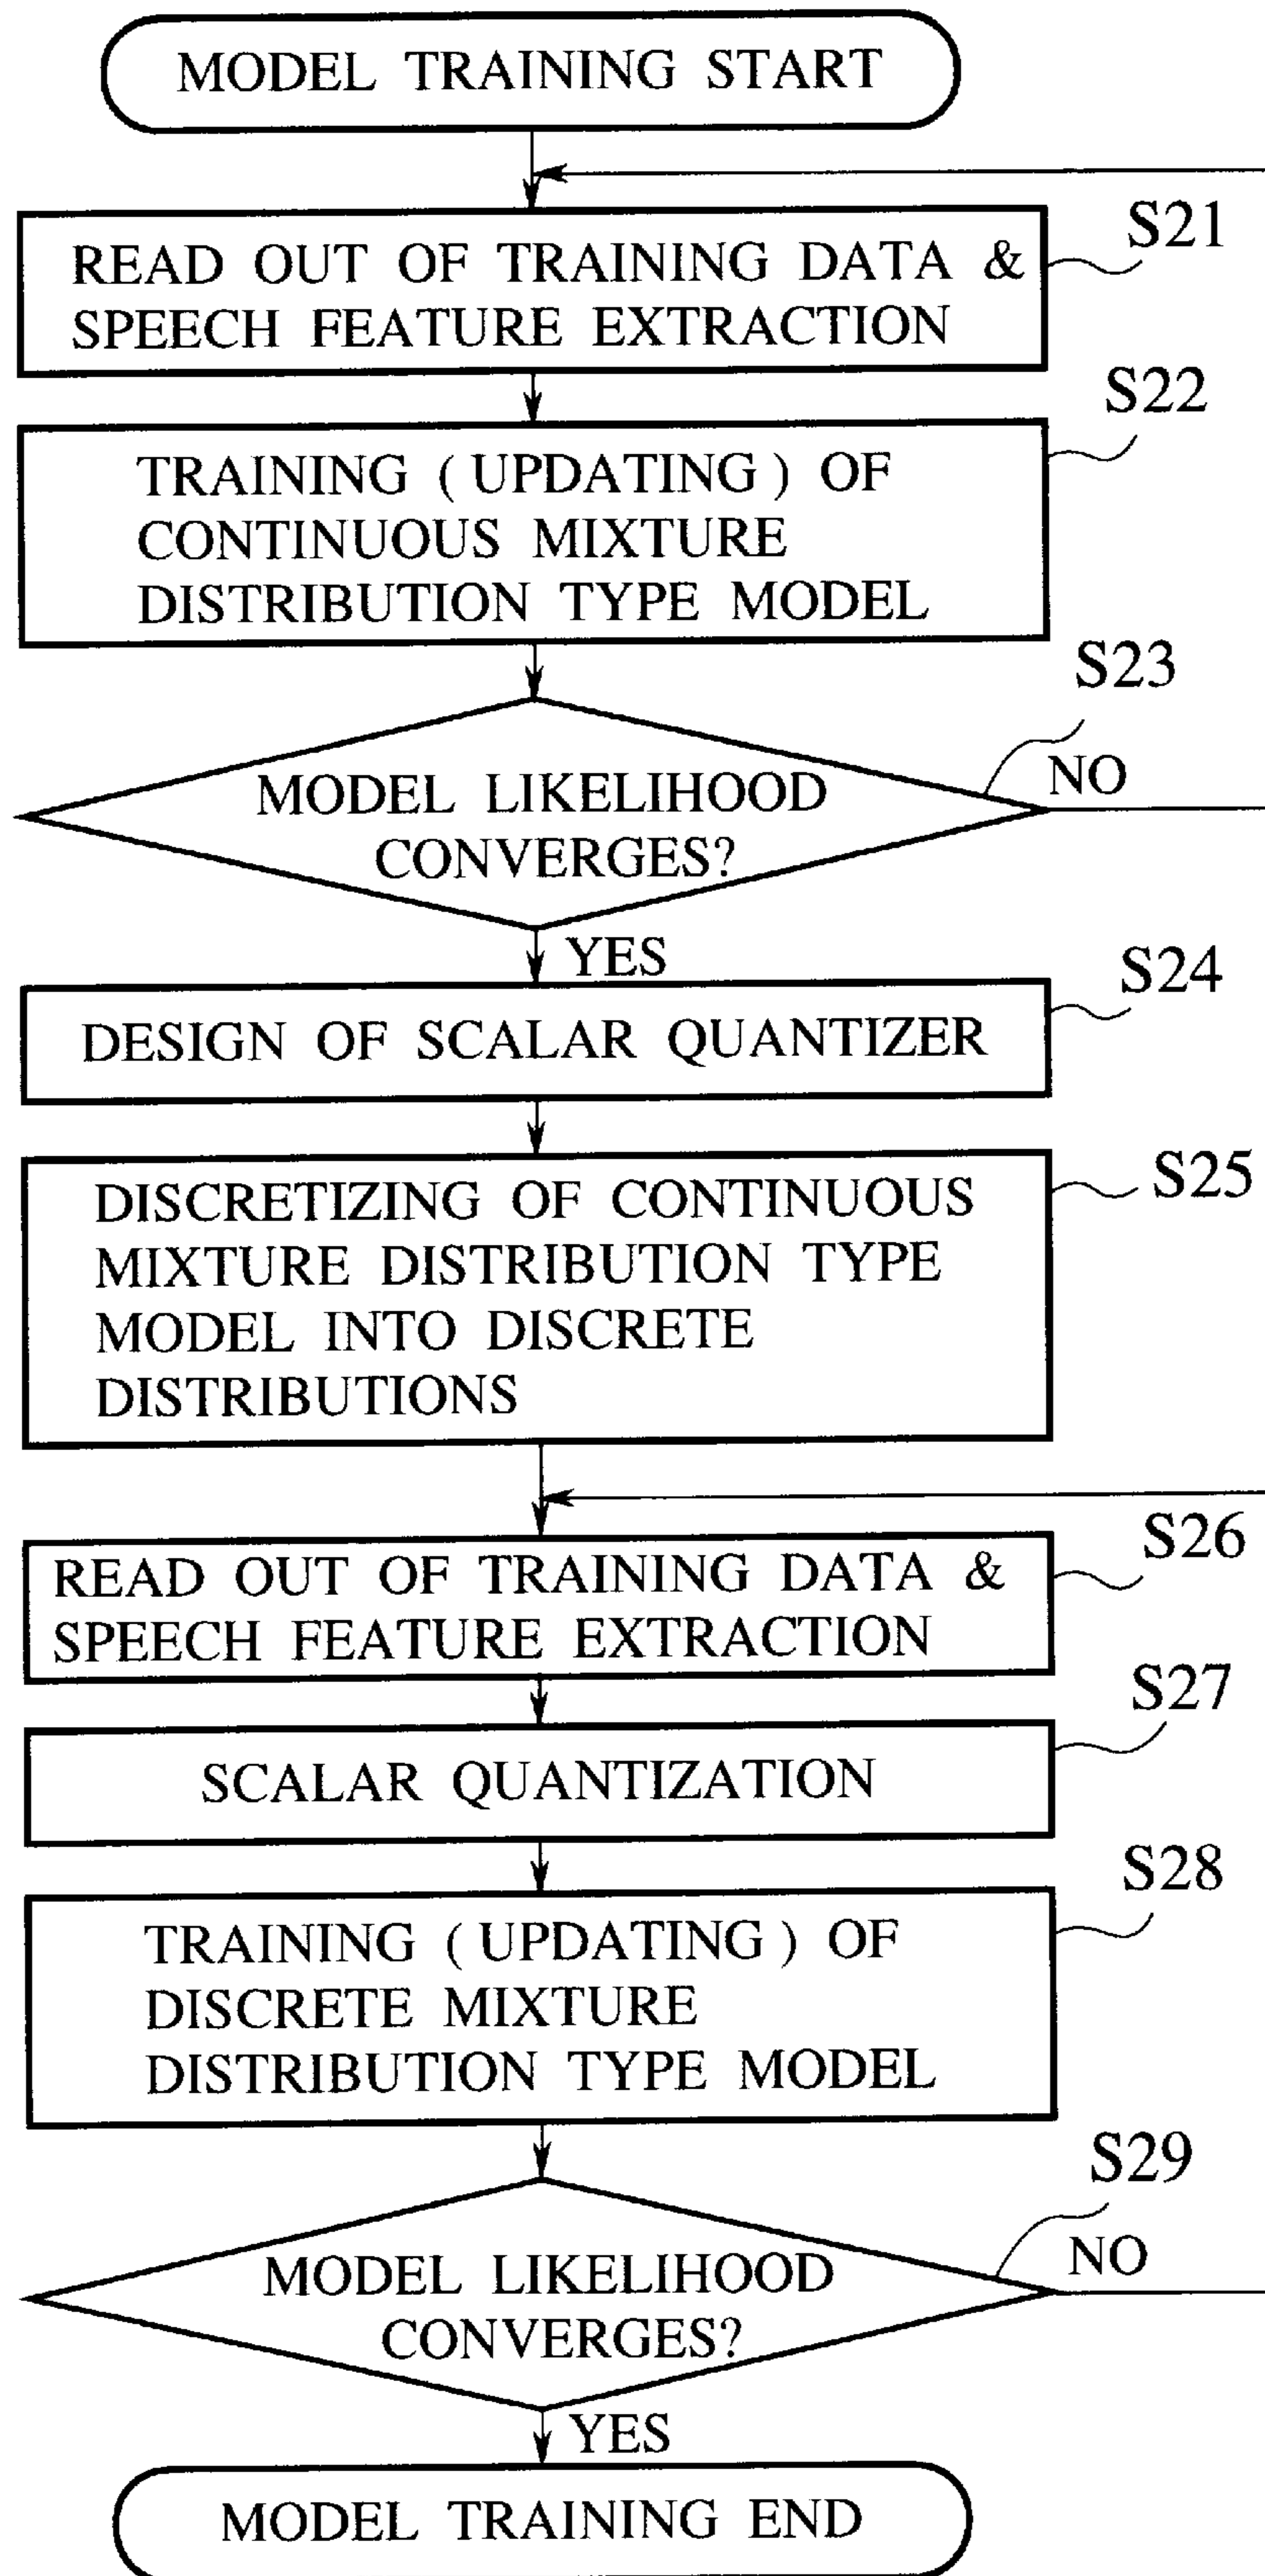 MODEL TRAINING START
S21
READ OUT OF TRAINING DATA &
SPEECH FEATURE EXTRACTION
S22
TRAINING (UPDATING) OF
CONTINUOUS MIXTURE
DISTRIBUTION TYPE MODEL
S23
NO
MODEL LIKELIHOOD
CONVERGES?
YES
S24
DESIGN OF SCALAR QUANTIZER
S25
DISCRETIZING OF CONTINUOUS
MIXTURE DISTRIBUTION TYPE
MODEL INTO DISCRETE
DISTRIBUTIONS
S26
READ OUT OF TRAINING DATA &
SPEECH FEATURE EXTRACTION
S27
SCALAR QUANTIZATION
S28
TRAINING (UPDATING) OF
DISCRETE MIXTURE
DISTRIBUTION TYPE MODEL
S29
NO
MODEL LIKELIHOOD
CONVERGES?
YES
MODEL TRAINING END